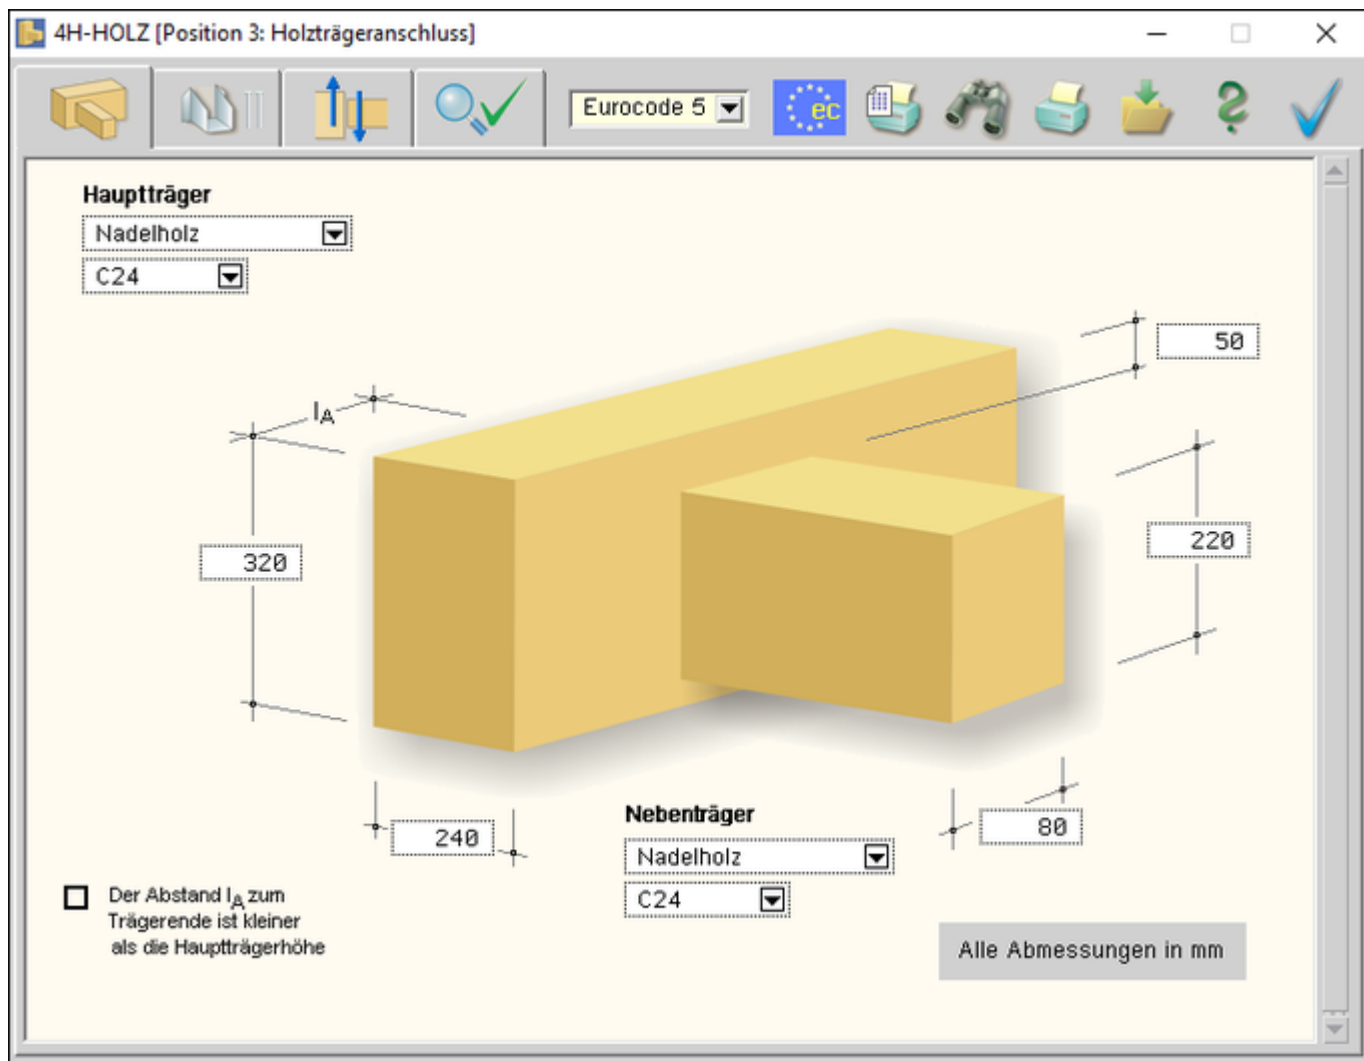 4H-HOLZ [Position 3: Holzträgeranschluss]
Eurocode 5
ec
Hauptträger
Nadelholz
C24
50
lA
320
220
240
Nebenträger
80
Nadelholz
C24
Der Abstand lA zum
Trägerende ist kleiner
als die Hauptträgerhöhe
Alle Abmessungen in mm